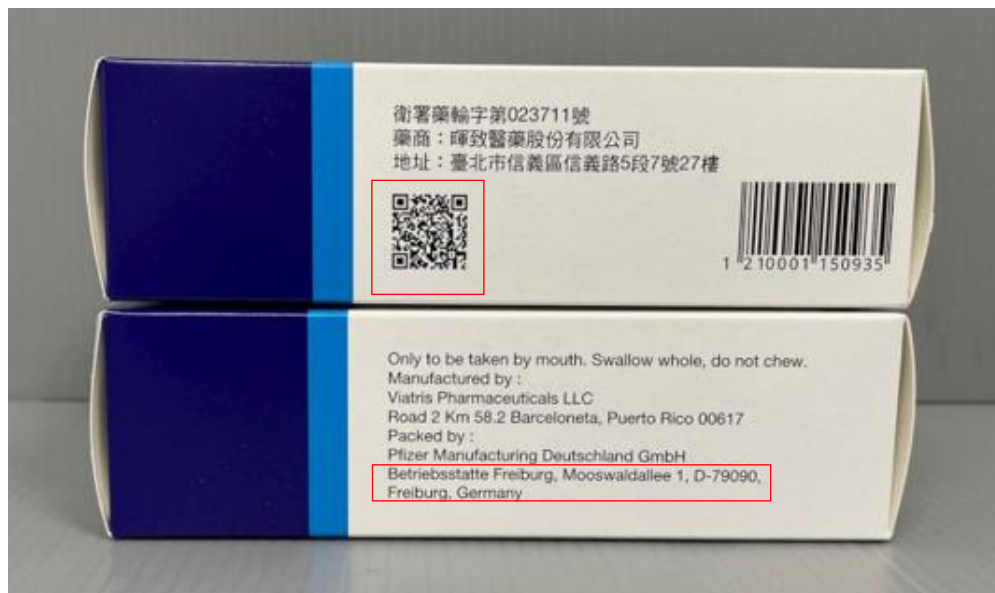 衛署藥輸字第023711號
藥商：暉致醫藥股份有限公司
地址：臺北市信義區信義路5段7號27樓
1 210001 150935
Only to be taken by mouth. Swallow whole, do not chew.
Manufactured by :
Viatris Pharmaceuticals LLC
Road 2 Km 58.2 Barceloneta, Puerto Rico 00617
Packed by :
Pfizer Manufacturing Deutschland GmbH
Betriebsstatte Freiburg, Mooswaldallee 1, D-79090,
Freiburg, Germany